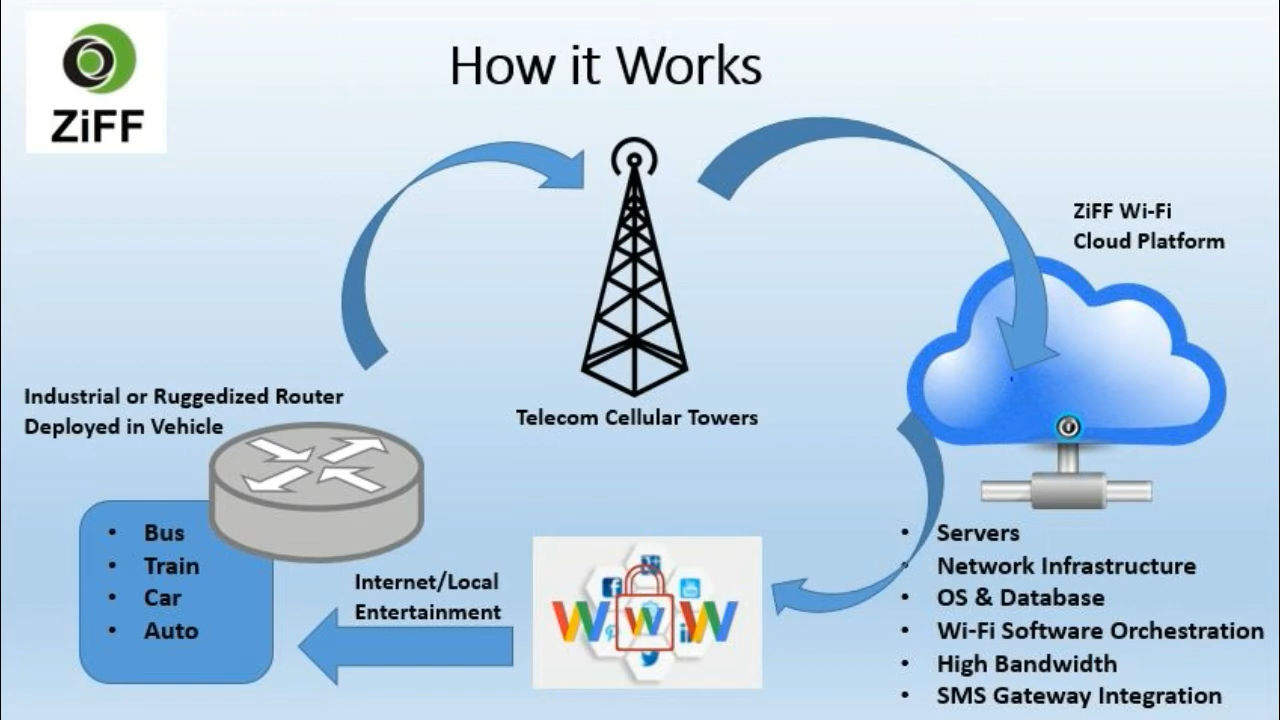 ZiFF
How it Works
ZiFF Wi-Fi
Cloud Platform
Industrial or Ruggedized Router
Deployed in Vehicle
Telecom Cellular Towers
• Bus
• Train
• Car
• Auto
Internet/Local
Entertainment
WWW
• Servers
• Network Infrastructure
• OS & Database
• Wi-Fi Software Orchestration
• High Bandwidth
• SMS Gateway Integration